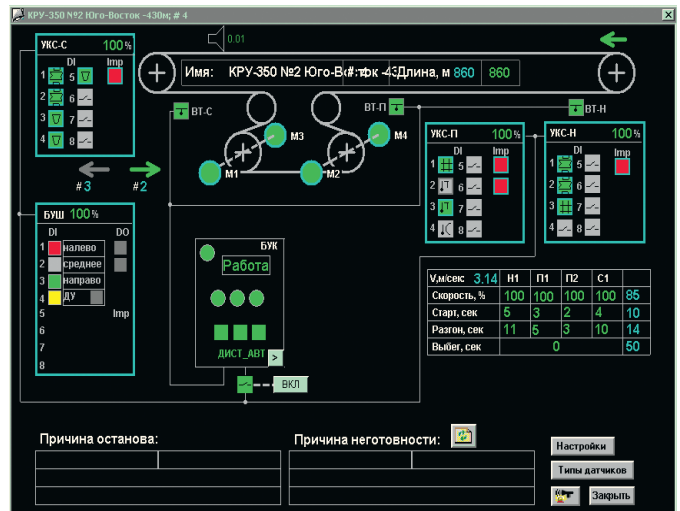 КРУ-350 №2 Юго-Восток -430м; # 4
УКС-С 100%
DI Imp
1 5
2 6
3 7
4 8
0.01
Имя: КРУ-350 №2 Юго-В Длина, м 860 860
ВТ-С
ВТ-П
ВТ-Н
М3
М4
М1
М2
#3 #2
УКС-П 100%
DI Imp
1 5
2 6
3 7
4 8
УКС-Н 100%
DI Imp
1 5
2 6
3 7
4 8
БУШ 100%
DI DO
1 налево
2 среднее
3 направо
4 ДУ
5 Imp
6
7
8
БУК
Работа
ДИСТ_АВТ >
ВКЛ
V,м/сек: 3.14 Н1 П1 П2 С1
Скорость, % 100 100 100 100 85
Старт, сек 5 3 2 4 10
Разгон, сек 11 5 3 10 14
Выбег, сек 0 50
Причина останова:
Причина неготовности:
Настройки
Типы датчиков
Закрыть